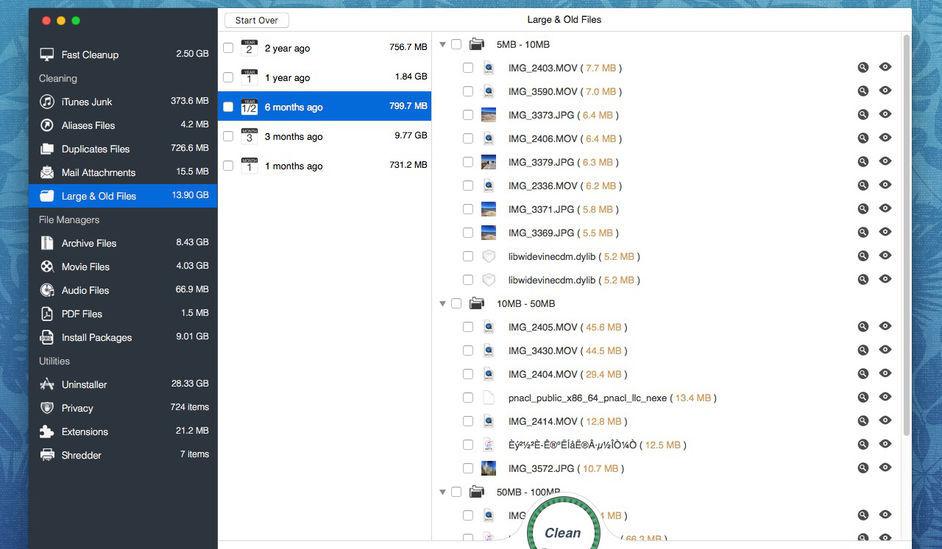 Start Over
Large & Old Files
Fast Cleanup 2.50 GB
Cleaning
iTunes Junk 373.6 MB
Aliases Files 4.2 MB
Duplicates Files 726.6 MB
Mail Attachments 15.5 MB
Large & Old Files 13.90 GB
File Managers
Archive Files 8.43 GB
Movie Files 4.03 GB
Audio Files 66.9 MB
PDF Files 1.5 MB
Install Packages 9.01 GB
Utilities
Uninstaller 28.33 GB
Privacy 724 items
Extensions 21.2 MB
Shredder 7 items
YEAR 2 2 year ago 756.7 MB
YEAR 1 1 year ago 1.84 GB
YEAR 1/2 6 months ago 799.7 MB
MONTH 3 3 months ago 9.77 GB
MONTH 1 1 months ago 731.2 MB
5MB - 10MB
IMG_2403.MOV ( 7.7 MB )
IMG_3590.MOV ( 7.0 MB )
IMG_3373.JPG ( 6.4 MB )
IMG_2406.MOV ( 6.4 MB )
IMG_3379.JPG ( 6.3 MB )
IMG_2336.MOV ( 6.2 MB )
IMG_3371.JPG ( 5.8 MB )
IMG_3369.JPG ( 5.5 MB )
libwidevinecdm.dylib ( 5.2 MB )
libwidevinecdm.dylib ( 5.2 MB )
10MB - 50MB
IMG_2405.MOV ( 45.6 MB )
IMG_3430.MOV ( 44.5 MB )
IMG_2404.MOV ( 29.4 MB )
pnacl_public_x86_64_pnacl_llc_nexe ( 13.4 MB )
IMG_2414.MOV ( 12.8 MB )
( 12.5 MB )
IMG_3572.JPG ( 10.7 MB )
50MB - 100MB
IMG
MB )
Clean
( 66.3 MB )